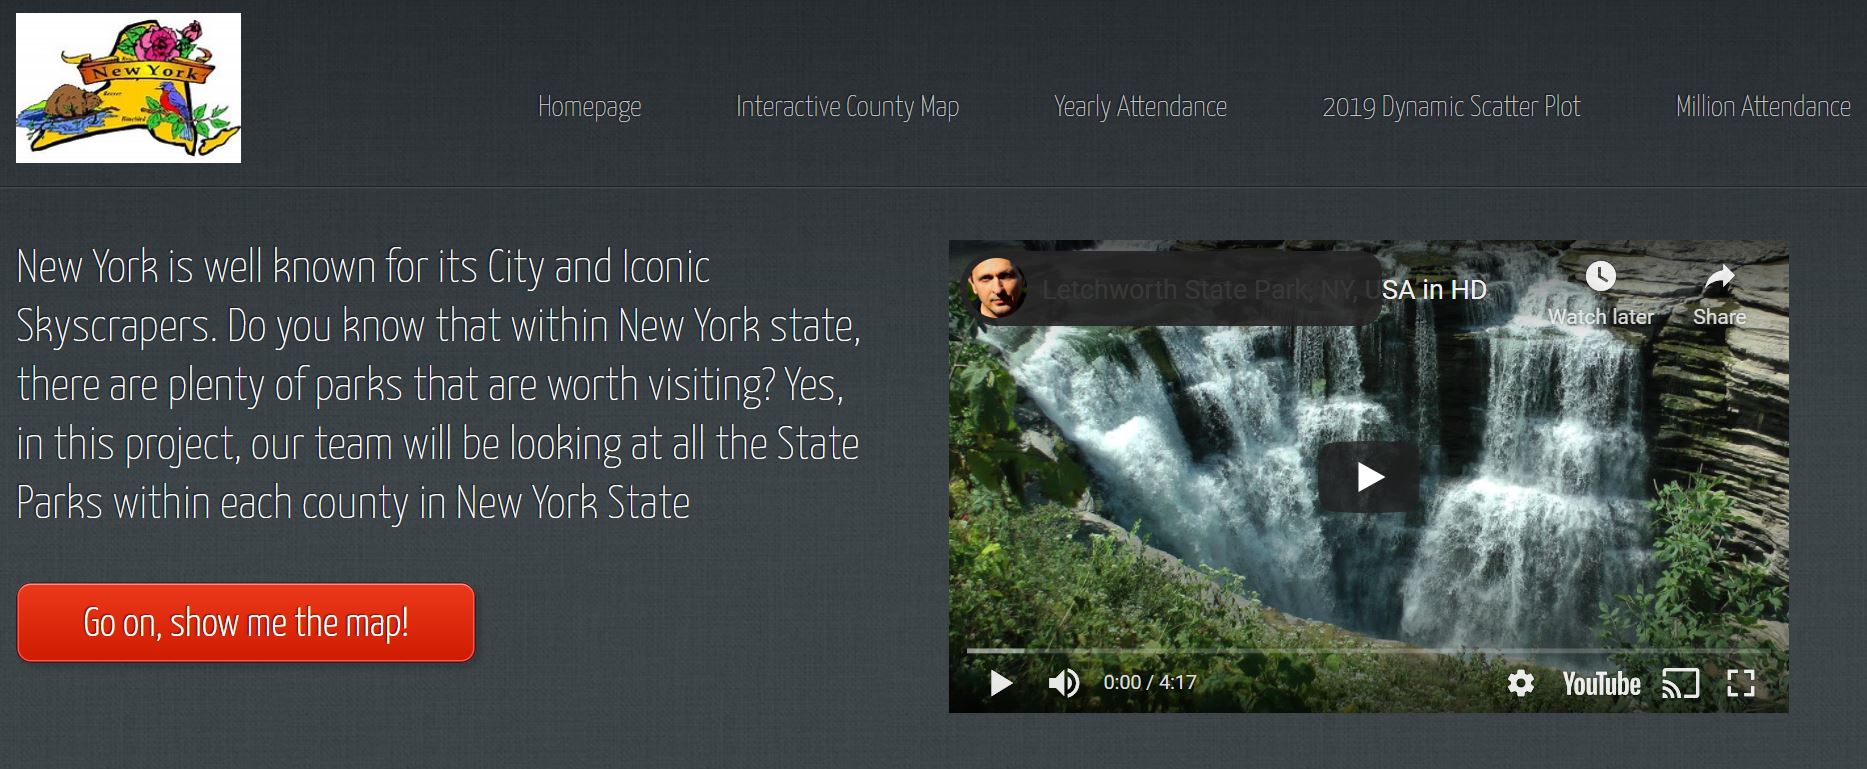 New York
Beaver
Bluebird
Homepage
Interactive County Map
Yearly Attendance
2019 Dynamic Scatter Plot
Million Attendance
New York is well known for its City and Iconic
Skyscrapers. Do you know that within New York state,
there are plenty of parks that are worth visiting? Yes,
in this project, our team will be looking at all the State
Parks within each county in New York State
Go on, show me the map!
Letchworth State Park, NY, USA in HD
Watch later
Share
0:00 / 4:17
YouTube